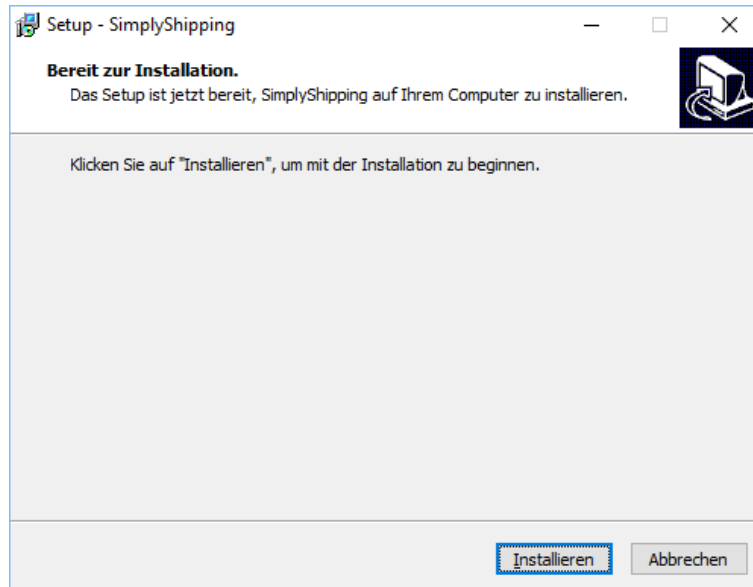 Setup - SimplyShipping
Bereit zur Installation.
Das Setup ist jetzt bereit, SimplyShipping auf Ihrem Computer zu installieren.
Klicken Sie auf "Installieren", um mit der Installation zu beginnen.
Installieren
Abbrechen